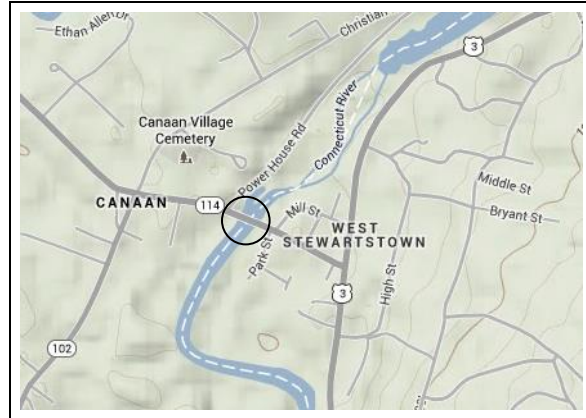 Ethan Allen Dr
Christian
3
Canaan Village
Cemetery
Power House Rd
Connecticut River
Middle St
CANAAN
114
Mill St
Bryant St
WEST
STEWARTSTOWN
Park St
High St
3
102